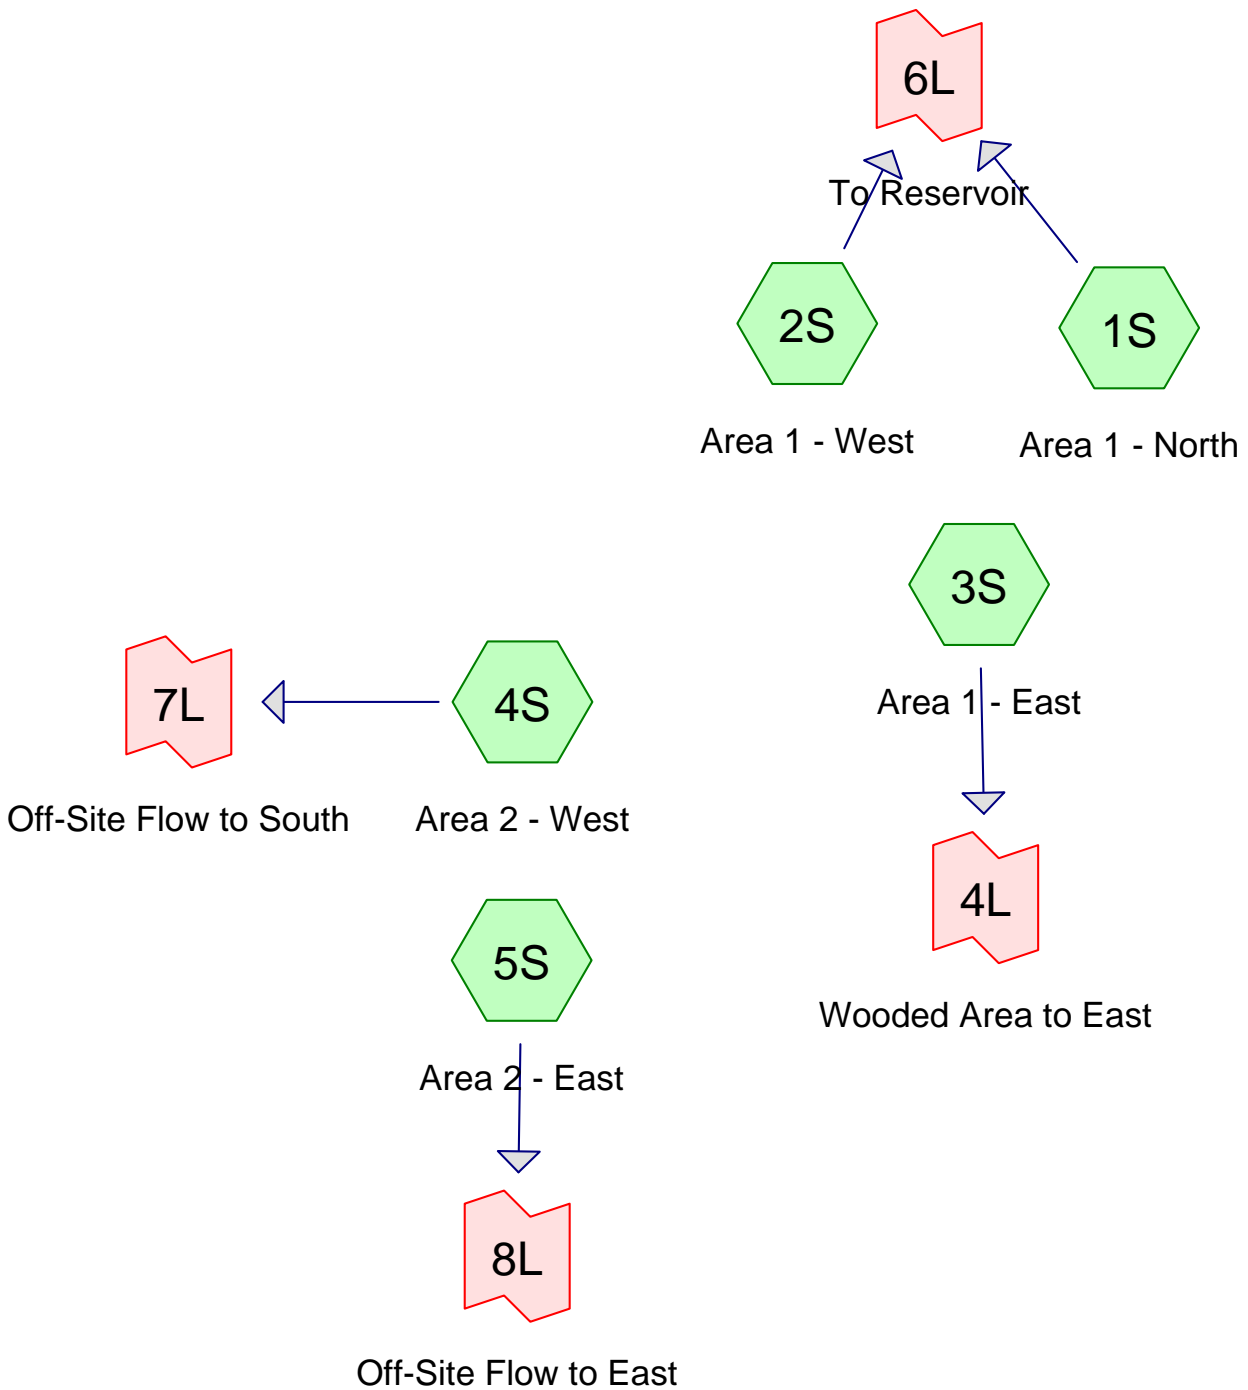 6L
To Reservoir
2S
1S
Area 1 - West
Area 1 - North
3S
Area 1 - East
7L
4S
Off-Site Flow to South
Area 2 - West
4L
Wooded Area to East
5S
Area 2 - East
8L
Off-Site Flow to East